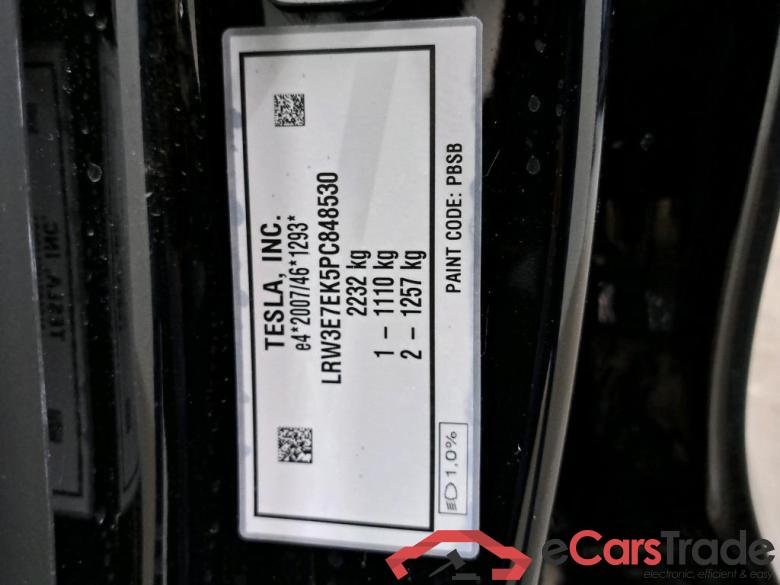 TESLA, INC.
e4*2007/46*1293*
LRW3E7EK5PC848530
2232 kg
1 – 1110 kg
2 – 1257 kg
PAINT CODE: PBSB
1,0%
eCarsTrade
electronic, efficient & easy